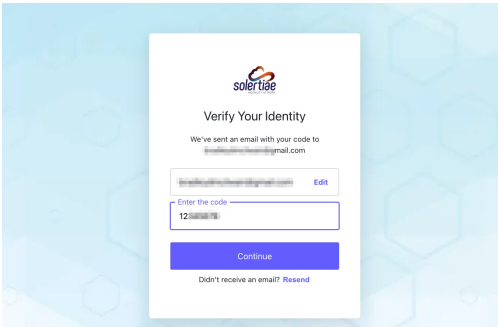 solertiae
Verify Your Identity
We've sent an email with your code to
mail.com
Edit
Enter the code
12
Continue
Didn't receive an email? Resend